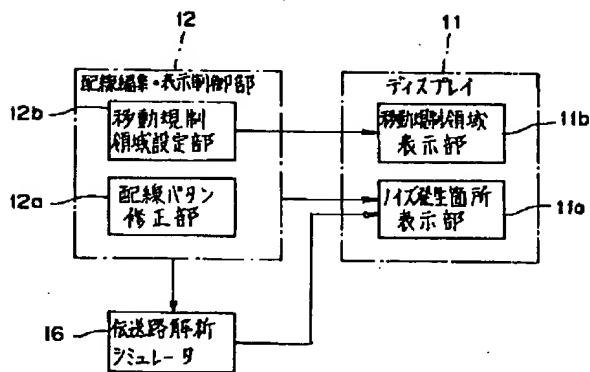 12
配線編集・表示制御部
12b
移動規制
領域設定部
12a
配線パタン
修正部
11
ディスプレイ
移動規制領域
表示部
11b
ノイズ発生箇所
表示部
11a
16
伝送路解析
シミュレータ